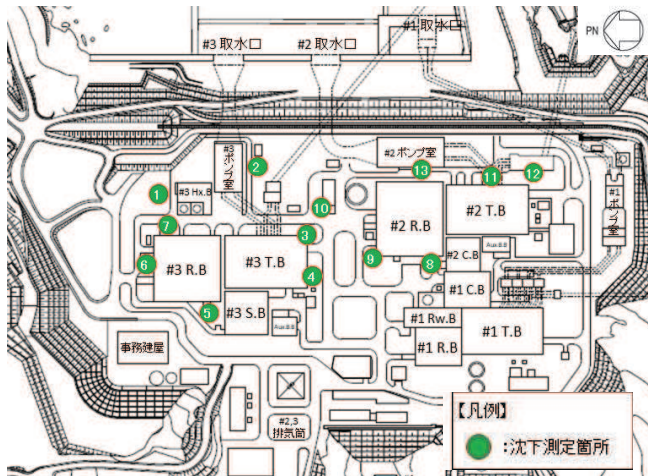 #1 取水口
#3 取水口
#2 取水口
PN
#3 ポンプ室
#2 ポンプ室
2
13
11
12
1
#3 Hx.B
#1 ポンプ室
10
#2 R.B
#2 T.B
7
3
6
#3 R.B
#3 T.B
9
8
#2 C.B
Aux.B.B
4
#1 C.B
5
#3 S.B
Aux.B.B
#1 Rw.B
#1 T.B
事務建屋
#1 R.B
#2,3
排気筒
【凡例】
:沈下測定箇所